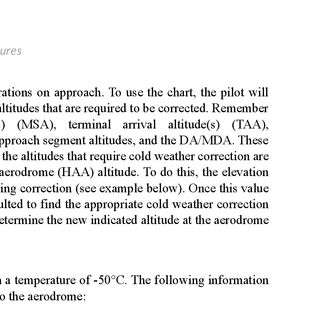 ures
rations on approach. To use the chart, the pilot will
altitudes that are required to be corrected. Remember
) (MSA), terminal arrival altitude(s) (TAA),
pproach segment altitudes, and the DA/MDA. These
the altitudes that require cold weather correction are
aerodrome (HAA) altitude. To do this, the elevation
ing correction (see example below). Once this value
ulted to find the appropriate cold weather correction
etermine the new indicated altitude at the aerodrome
a temperature of -50°C. The following information
o the aerodrome: